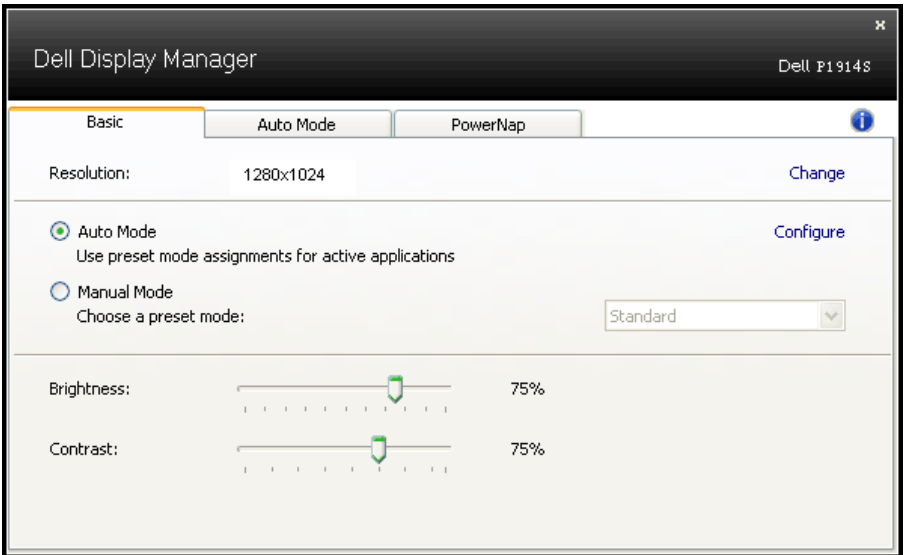 x
Dell Display Manager
Dell P1914S
Basic Auto Mode PowerNap i
Resolution: 1280x1024 Change
Auto Mode Configure
Use preset mode assignments for active applications
Manual Mode
Choose a preset mode: Standard
Brightness: 75%
Contrast: 75%